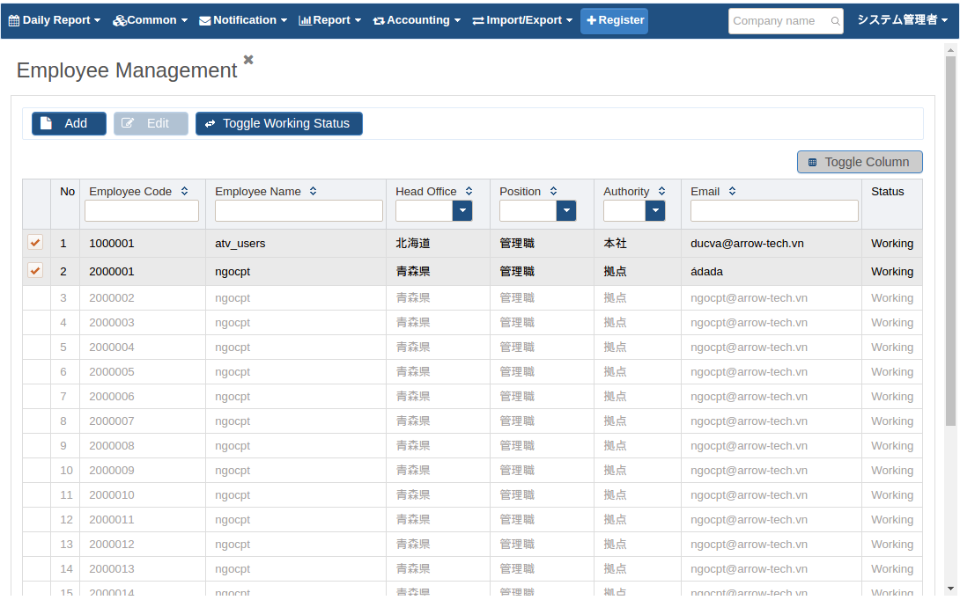 Daily Report Common Notification Report Accounting Import/Export Register Company name システム管理者
Employee Management
Add Edit Toggle Working Status
Toggle Column
No Employee Code Employee Name Head Office Position Authority Email Status
1 1000001 atv_users 北海道 管理職 本社 ducva@arrow-tech.vn Working
2 2000001 ngocpt 青森県 管理職 拠点 ádada Working
3 2000002 ngocpt 青森県 管理職 拠点 ngocpt@arrow-tech.vn Working
4 2000003 ngocpt 青森県 管理職 拠点 ngocpt@arrow-tech.vn Working
5 2000004 ngocpt 青森県 管理職 拠点 ngocpt@arrow-tech.vn Working
6 2000005 ngocpt 青森県 管理職 拠点 ngocpt@arrow-tech.vn Working
7 2000006 ngocpt 青森県 管理職 拠点 ngocpt@arrow-tech.vn Working
8 2000007 ngocpt 青森県 管理職 拠点 ngocpt@arrow-tech.vn Working
9 2000008 ngocpt 青森県 管理職 拠点 ngocpt@arrow-tech.vn Working
10 2000009 ngocpt 青森県 管理職 拠点 ngocpt@arrow-tech.vn Working
11 2000010 ngocpt 青森県 管理職 拠点 ngocpt@arrow-tech.vn Working
12 2000011 ngocpt 青森県 管理職 拠点 ngocpt@arrow-tech.vn Working
13 2000012 ngocpt 青森県 管理職 拠点 ngocpt@arrow-tech.vn Working
14 2000013 ngocpt 青森県 管理職 拠点 ngocpt@arrow-tech.vn Working
15 2000014 ngocpt 青森県 管理職 拠点 ngocpt@arrow-tech.vn Working